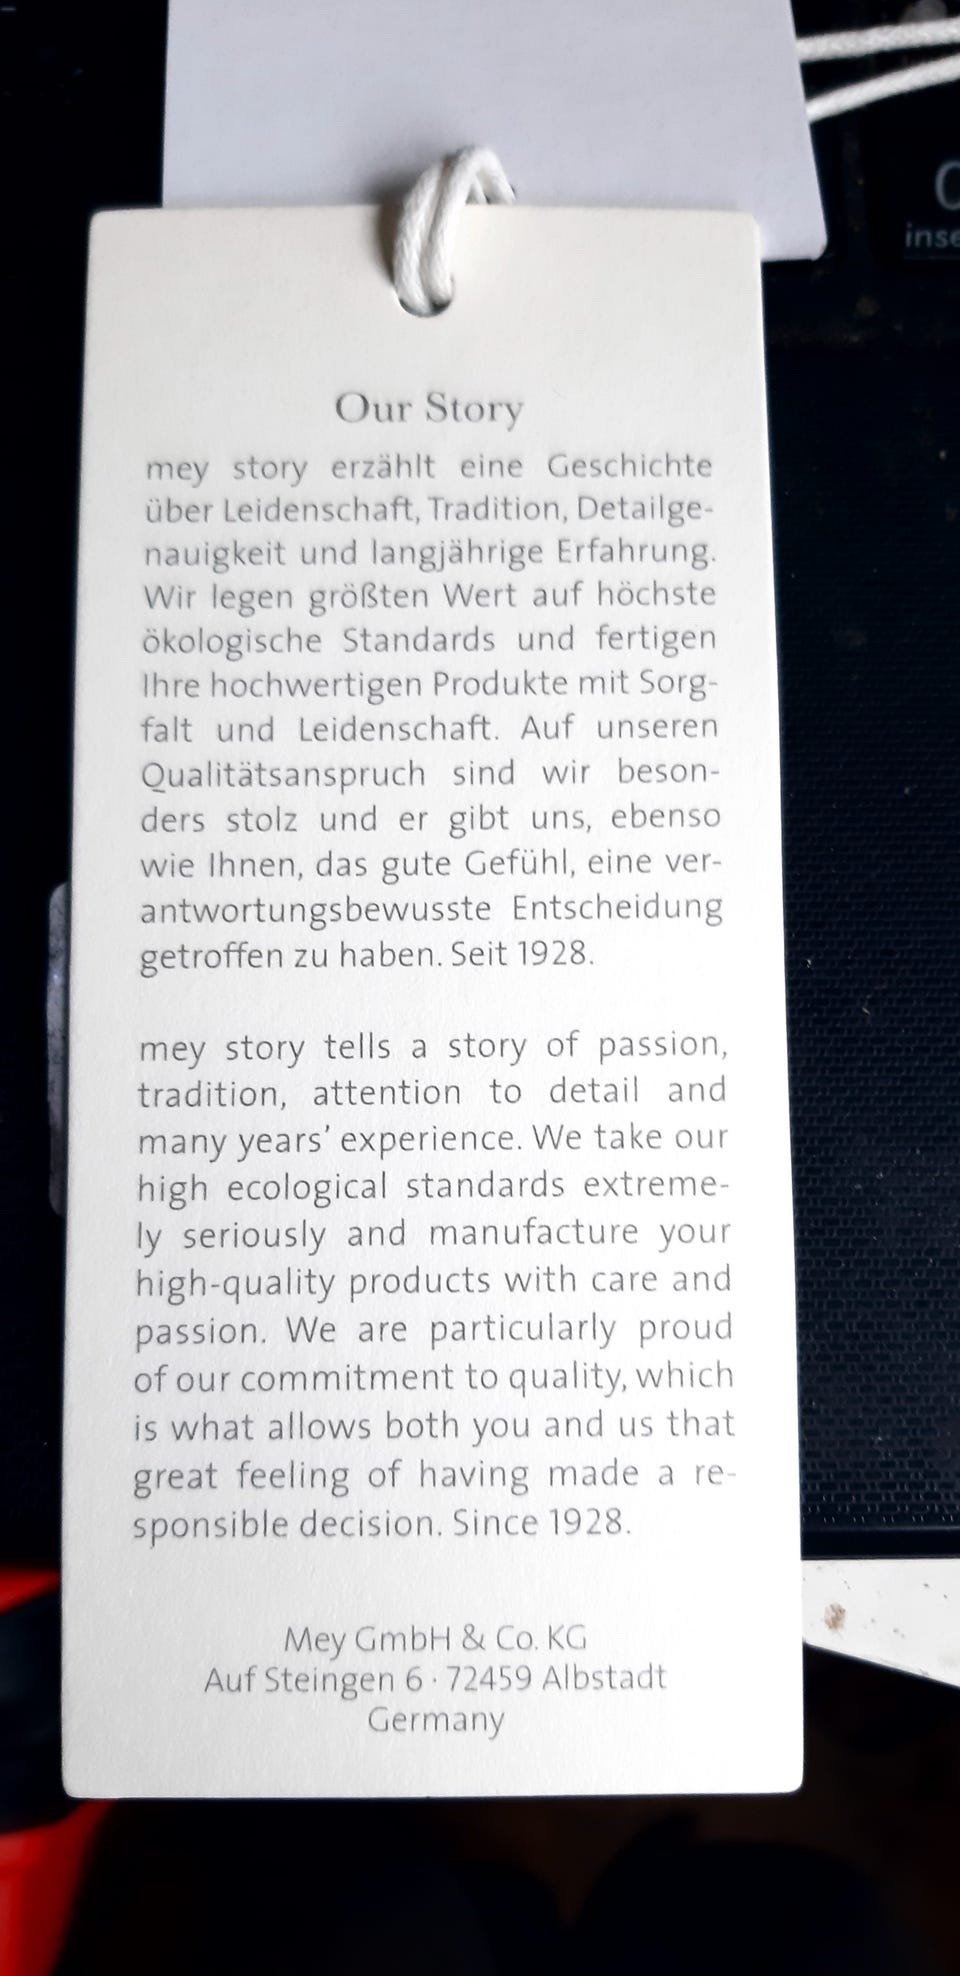 Our Story
mey story erzählt eine Geschichte
über Leidenschaft, Tradition, Detailge-
nauigkeit und langjährige Erfahrung.
Wir legen größten Wert auf höchste
ökologische Standards und fertigen
Ihre hochwertigen Produkte mit Sorg-
falt und Leidenschaft. Auf unseren
Qualitätsanspruch sind wir beson-
ders stolz und er gibt uns, ebenso
wie Ihnen, das gute Gefühl, eine ver-
antwortungsbewusste Entscheidung
getroffen zu haben. Seit 1928.
mey story tells a story of passion,
tradition, attention to detail and
many years’ experience. We take our
high ecological standards extreme-
ly seriously and manufacture your
high-quality products with care and
passion. We are particularly proud
of our commitment to quality, which
is what allows both you and us that
great feeling of having made a re-
sponsible decision. Since 1928.
Mey GmbH & Co. KG
Auf Steingen 6 · 72459 Albstadt
Germany